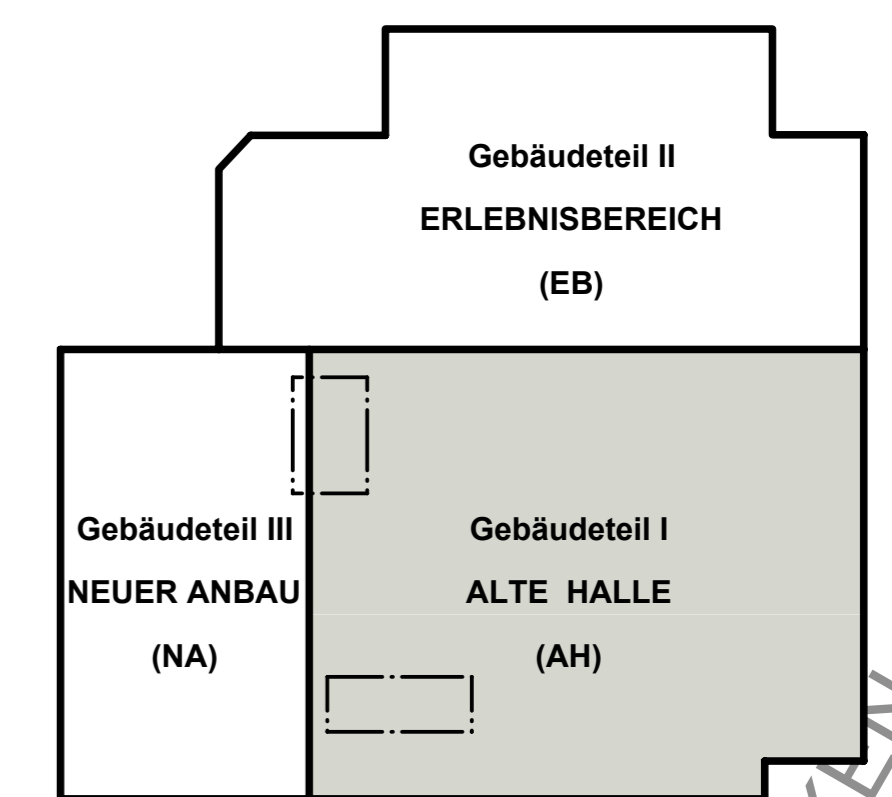 Gebäudeteil II
ERLEBNISBEREICH
(EB)
Gebäudeteil III
NEUER ANBAU
(NA)
Gebäudeteil I
ALTE HALLE
(AH)